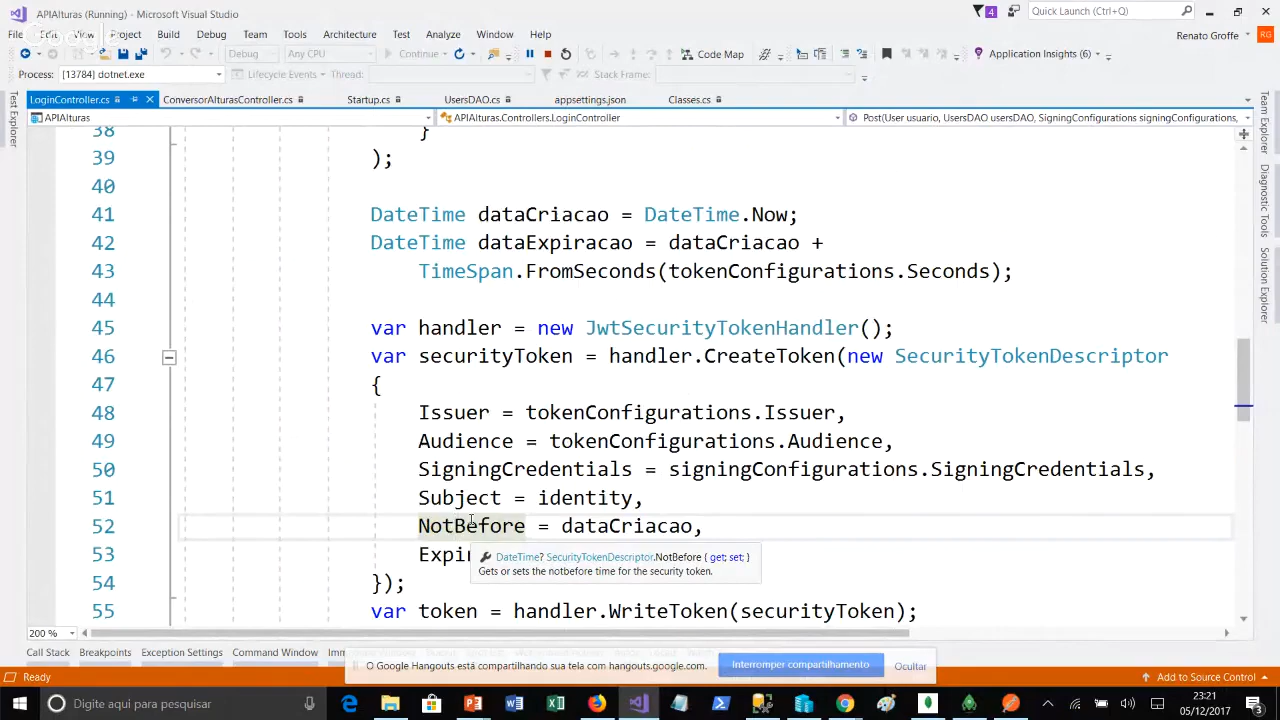 APIAlturas (Running) - Microsoft Visual Studio
4
Quick Launch (Ctrl+Q)
Google
File Edit View Project Build Debug Team Tools Architecture Test Analyze Window Help
Renato Groffe RG
Debug Any CPU Continue Code Map Application Insights (6)
Process: [13784] dotnet.exe Lifecycle Events Thread: Stack Frame:
LoginController.cs ConversorAlturasController.cs Startup.cs UsersDAO.cs appsettings.json Classes.cs
APIAlturas APIAlturas.Controllers.LoginController Post(User usuario, UsersDAO usersDAO, SigningConfigurations signingConfigurations,
Test Explorer
Team Explorer
Diagnostic Tools
Solution Explorer
38 }
39 );
40
41 DateTime dataCriacao = DateTime.Now;
42 DateTime dataExpiracao = dataCriacao +
43 TimeSpan.FromSeconds(tokenConfigurations.Seconds);
44
45 var handler = new JwtSecurityTokenHandler();
46 var securityToken = handler.CreateToken(new SecurityTokenDescriptor
47 {
48 Issuer = tokenConfigurations.Issuer,
49 Audience = tokenConfigurations.Audience,
50 SigningCredentials = signingConfigurations.SigningCredentials,
51 Subject = identity,
52 NotBefore = dataCriacao,
53 Expir
DateTime? SecurityTokenDescriptor.NotBefore { get; set; }
Gets or sets the notbefore time for the security token.
54 });
55 var token = handler.WriteToken(securityToken);
200 %
Call Stack Breakpoints Exception Settings Command Window
O Google Hangouts está compartilhando sua tela com hangouts.google.com. Interromper compartilhamento Ocultar
Ready
Add to Source Control
Digite aqui para pesquisar
23:21
05/12/2017
3